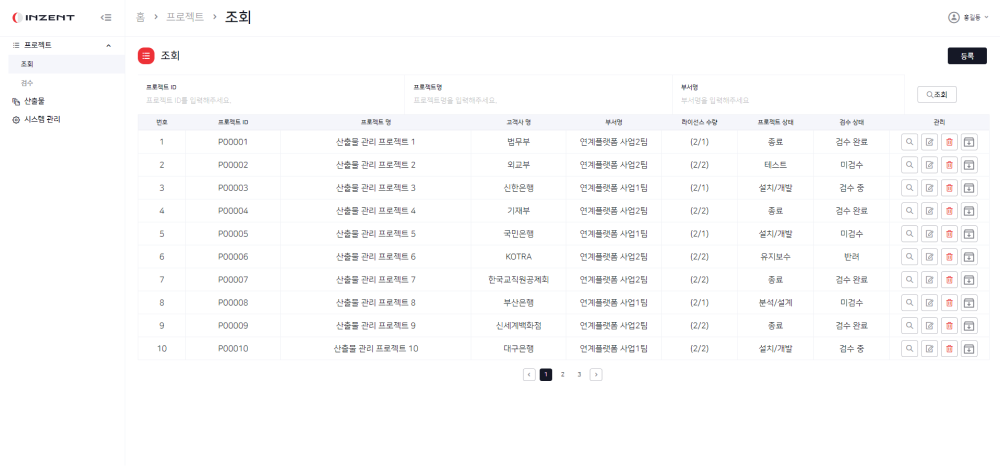 INZENT
홈 > 프로젝트 > 조회
홍길동
프로젝트
조회
검수
산출물
시스템 관리
조회
등록
프로젝트 ID
프로젝트 ID를 입력해주세요.
프로젝트명
프로젝트명을 입력해주세요.
부서명
부서명을 입력해주세요
조회
번호 프로젝트 ID 프로젝트 명 고객사 명 부서명 라이선스 수량 프로젝트 상태 검수 상태 관리
1 P00001 산출물 관리 프로젝트 1 법무부 연계플랫폼 사업2팀 (2/1) 종료 검수 완료
2 P00002 산출물 관리 프로젝트 2 외교부 연계플랫폼 사업2팀 (2/2) 테스트 미검수
3 P00003 산출물 관리 프로젝트 3 신한은행 연계플랫폼 사업1팀 (2/1) 설치/개발 검수 중
4 P00004 산출물 관리 프로젝트 4 기재부 연계플랫폼 사업2팀 (2/2) 종료 검수 완료
5 P00005 산출물 관리 프로젝트 5 국민은행 연계플랫폼 사업1팀 (2/1) 설치/개발 미검수
6 P00006 산출물 관리 프로젝트 6 KOTRA 연계플랫폼 사업2팀 (2/2) 유지보수 반려
7 P00007 산출물 관리 프로젝트 7 한국교직원공제회 연계플랫폼 사업2팀 (2/2) 종료 검수 완료
8 P00008 산출물 관리 프로젝트 8 부산은행 연계플랫폼 사업1팀 (2/1) 분석/설계 미검수
9 P00009 산출물 관리 프로젝트 9 신세계백화점 연계플랫폼 사업2팀 (2/2) 종료 검수 완료
10 P00010 산출물 관리 프로젝트 10 대구은행 연계플랫폼 사업1팀 (2/2) 설치/개발 검수 중
1 2 3